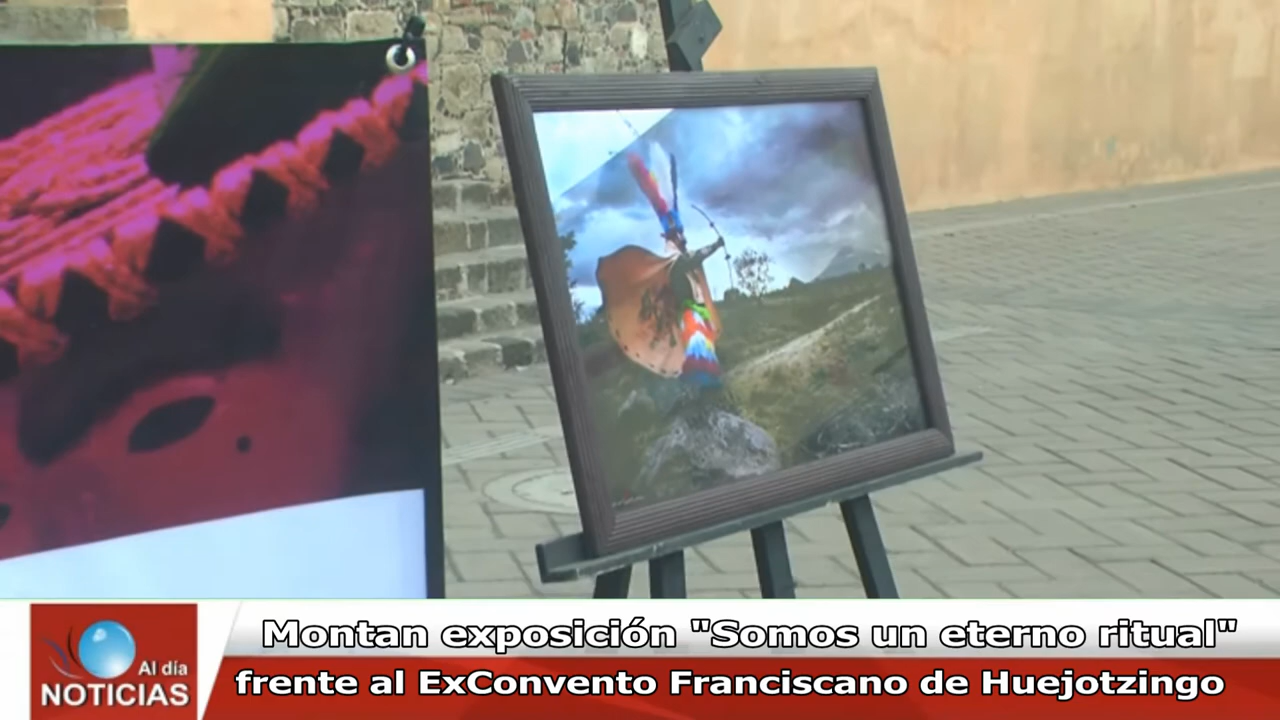 Montan exposición "Somos un eterno ritual"
frente al ExConvento Franciscano de Huejotzingo
Al día
NOTICIAS